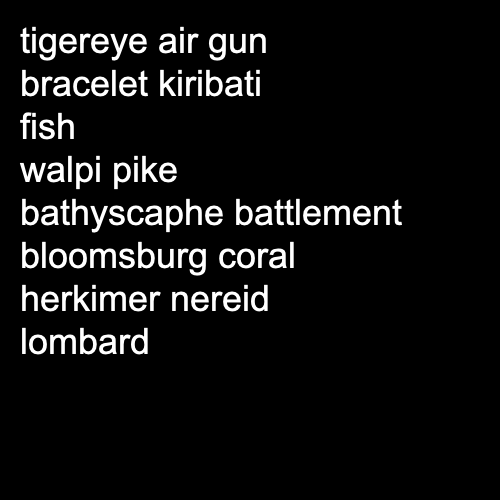 tigereye air gun
bracelet kiribati
fish
walpi pike
bathyscaphe battlement
bloomsburg coral
herkimer nereid
lombard